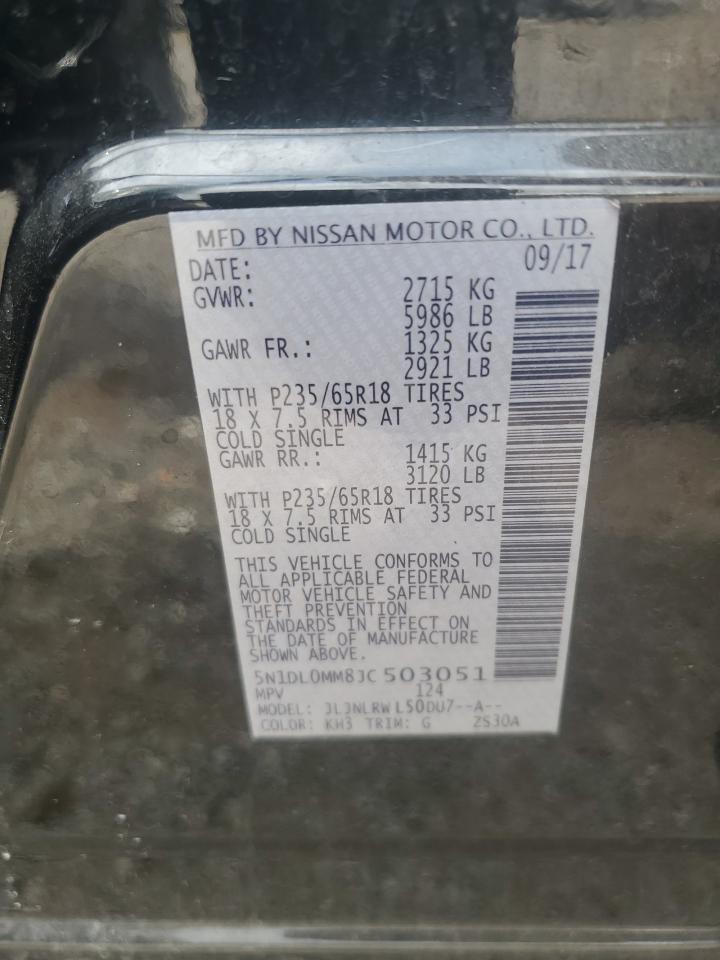 MFD BY NISSAN MOTOR CO., LTD.
DATE: 09/17
GVWR: 2715 KG
5986 LB
GAWR FR.: 1325 KG
2921 LB
WITH P235/65R18 TIRES
18 X 7.5 RIMS AT 33 PSI
COLD SINGLE
GAWR RR.: 1415 KG
3120 LB
WITH P235/65R18 TIRES
18 X 7.5 RIMS AT 33 PSI
COLD SINGLE
THIS VEHICLE CONFORMS TO
ALL APPLICABLE FEDERAL
MOTOR VEHICLE SAFETY AND
THEFT PREVENTION
STANDARDS IN EFFECT ON
THE DATE OF MANUFACTURE
SHOWN ABOVE.
5N1DL0MM8JC 503051
MPV 124
MODEL: JLJNLRW L50DU7--A--
COLOR: KH3 TRIM: G ZS30A